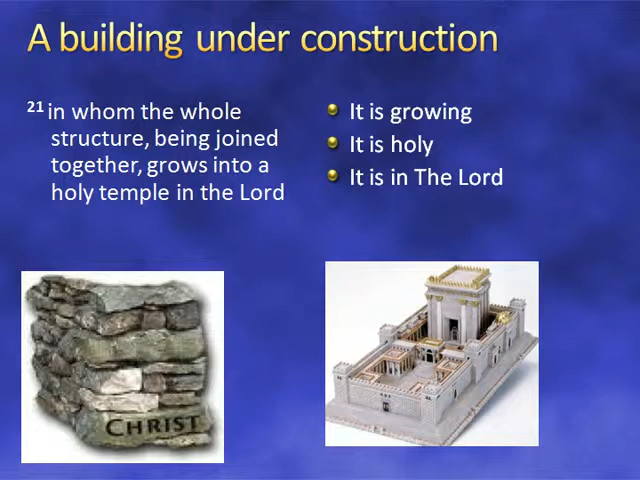 A building under construction
21 in whom the whole
structure, being joined
together, grows into a
holy temple in the Lord
It is growing
It is holy
It is in The Lord
CHRIST